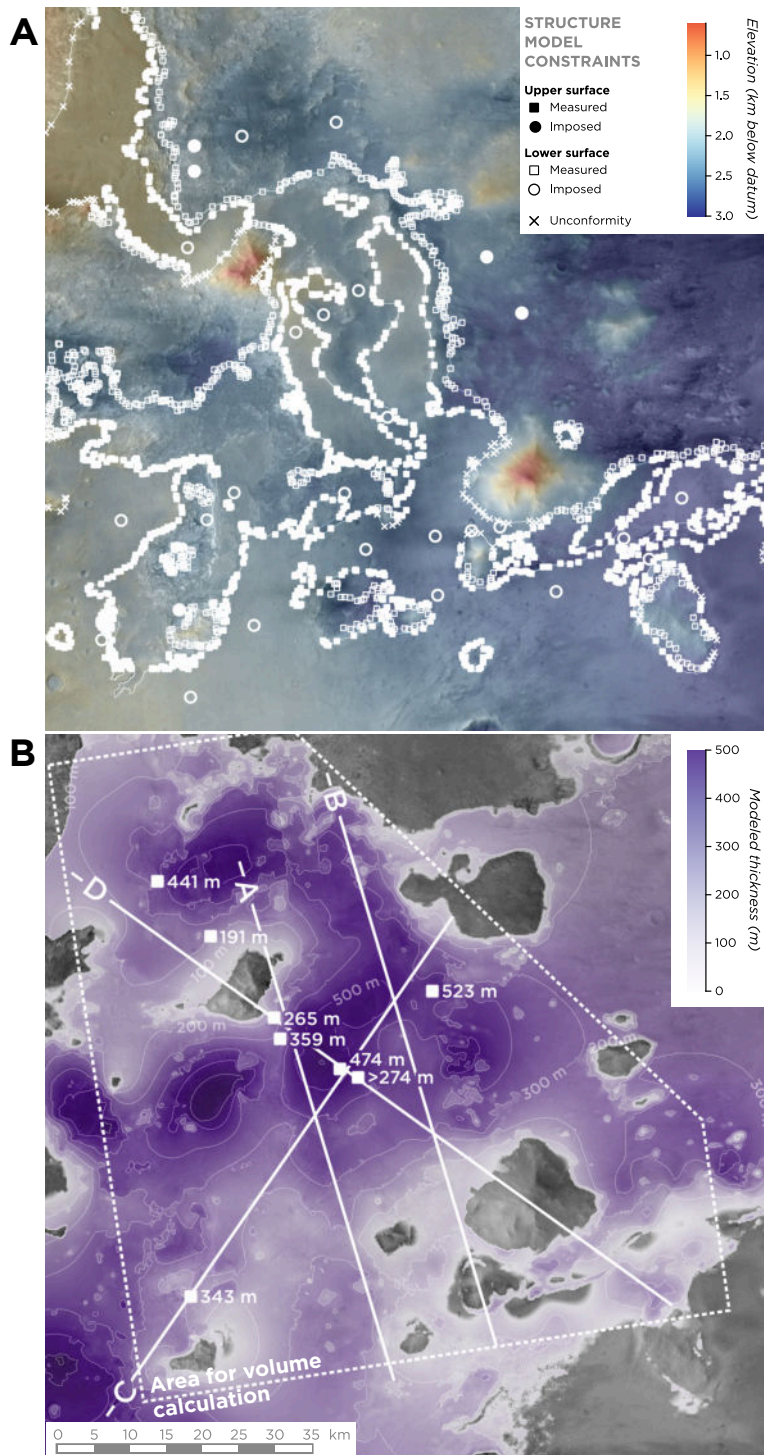 A
STRUCTURE
MODEL
CONSTRAINTS
Upper surface
Measured
Imposed
Lower surface
Measured
Imposed
Unconformity
1.0
1.5
2.0
2.5
3.0
Elevation (km below datum)
B
500
400
300
200
100
0
Modeled thickness (m)
100 m
B
A
D
441 m
191 m
100 m
500 m
523 m
200 m
265 m
359 m
474 m
>274 m
200 m
300 m
300 m
343 m
C
Area for volume
calculation
0 5 10 15 20 25 30 35 km